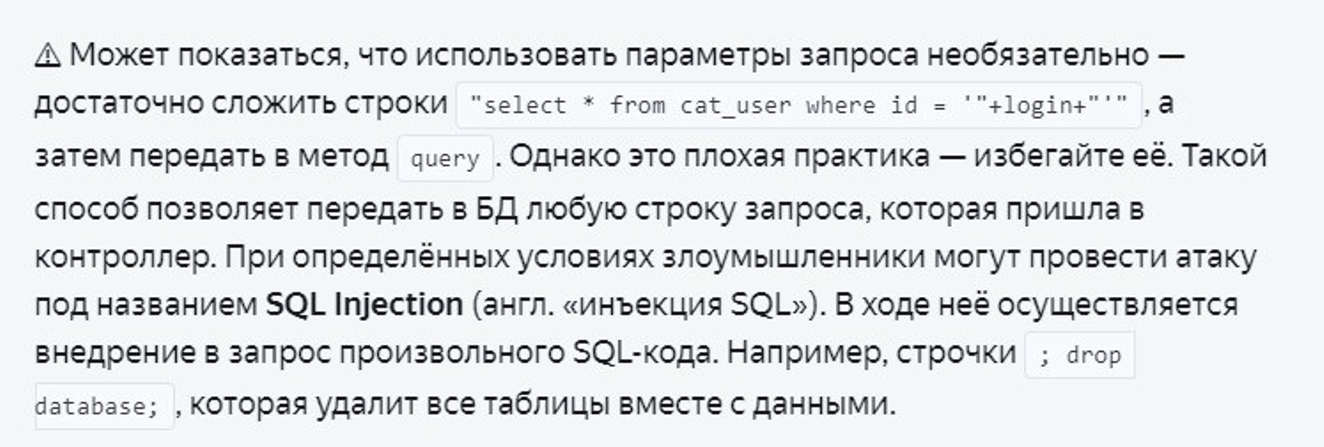 ⚠ Может показаться, что использовать параметры запроса необязательно —
достаточно сложить строки "select * from cat_user where id = '"+login+"'" , а
затем передать в метод query . Однако это плохая практика — избегайте её. Такой
способ позволяет передать в БД любую строку запроса, которая пришла в
контроллер. При определённых условиях злоумышленники могут провести атаку
под названием SQL Injection (англ. «инъекция SQL»). В ходе неё осуществляется
внедрение в запрос произвольного SQL-кода. Например, строчки ; drop
database; , которая удалит все таблицы вместе с данными.